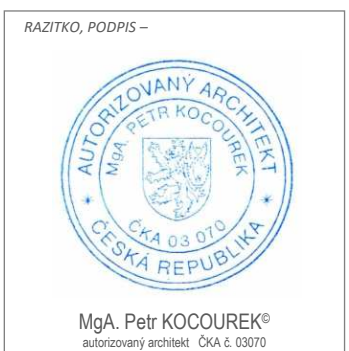 RAZITKO, PODPIS –
AUTORIZOVANÝ ARCHITEKT
MgA. PETR KOCOUREK
ČKA 03 070
* ČESKÁ REPUBLIKA *
MgA. Petr KOCOUREK©
autorizovaný architekt ČKA č. 03070